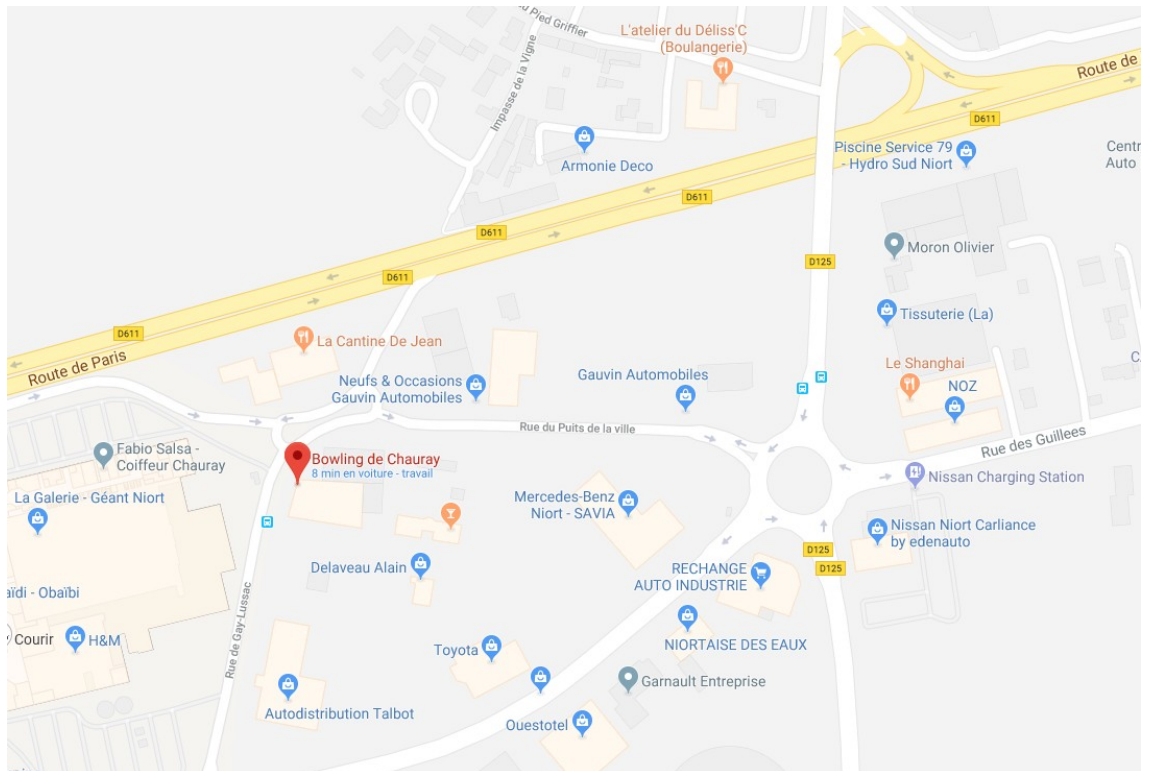 du Pied Griffier
L'atelier du Déliss'C
(Boulangerie)
Impasse de la Vigne
Route de
D611
Armonie Deco
Piscine Service 79
- Hydro Sud Niort
Centr
Auto
D611
D611
Moron Olivier
D125
D611
Tissuterie (La)
D611
La Cantine De Jean
Route de Paris
Le Shanghai
NOZ
Neufs & Occasions
Gauvin Automobiles
Gauvin Automobiles
Rue du Puits de la ville
Rue des Guillees
Fabio Salsa -
Coiffeur Chauray
Bowling de Chauray
8 min en voiture - travail
Nissan Charging Station
La Galerie - Géant Niort
Mercedes-Benz
Niort - SAVIA
Nissan Niort Carliance
by edenauto
D125
D125
Delaveau Alain
RECHANGE
AUTO INDUSTRIE
aïdi - Obaïbi
Courir
H&M
Rue de Gay-Lussac
Toyota
NIORTAISE DES EAUX
Garnault Entreprise
Autodistribution Talbot
Ouestotel